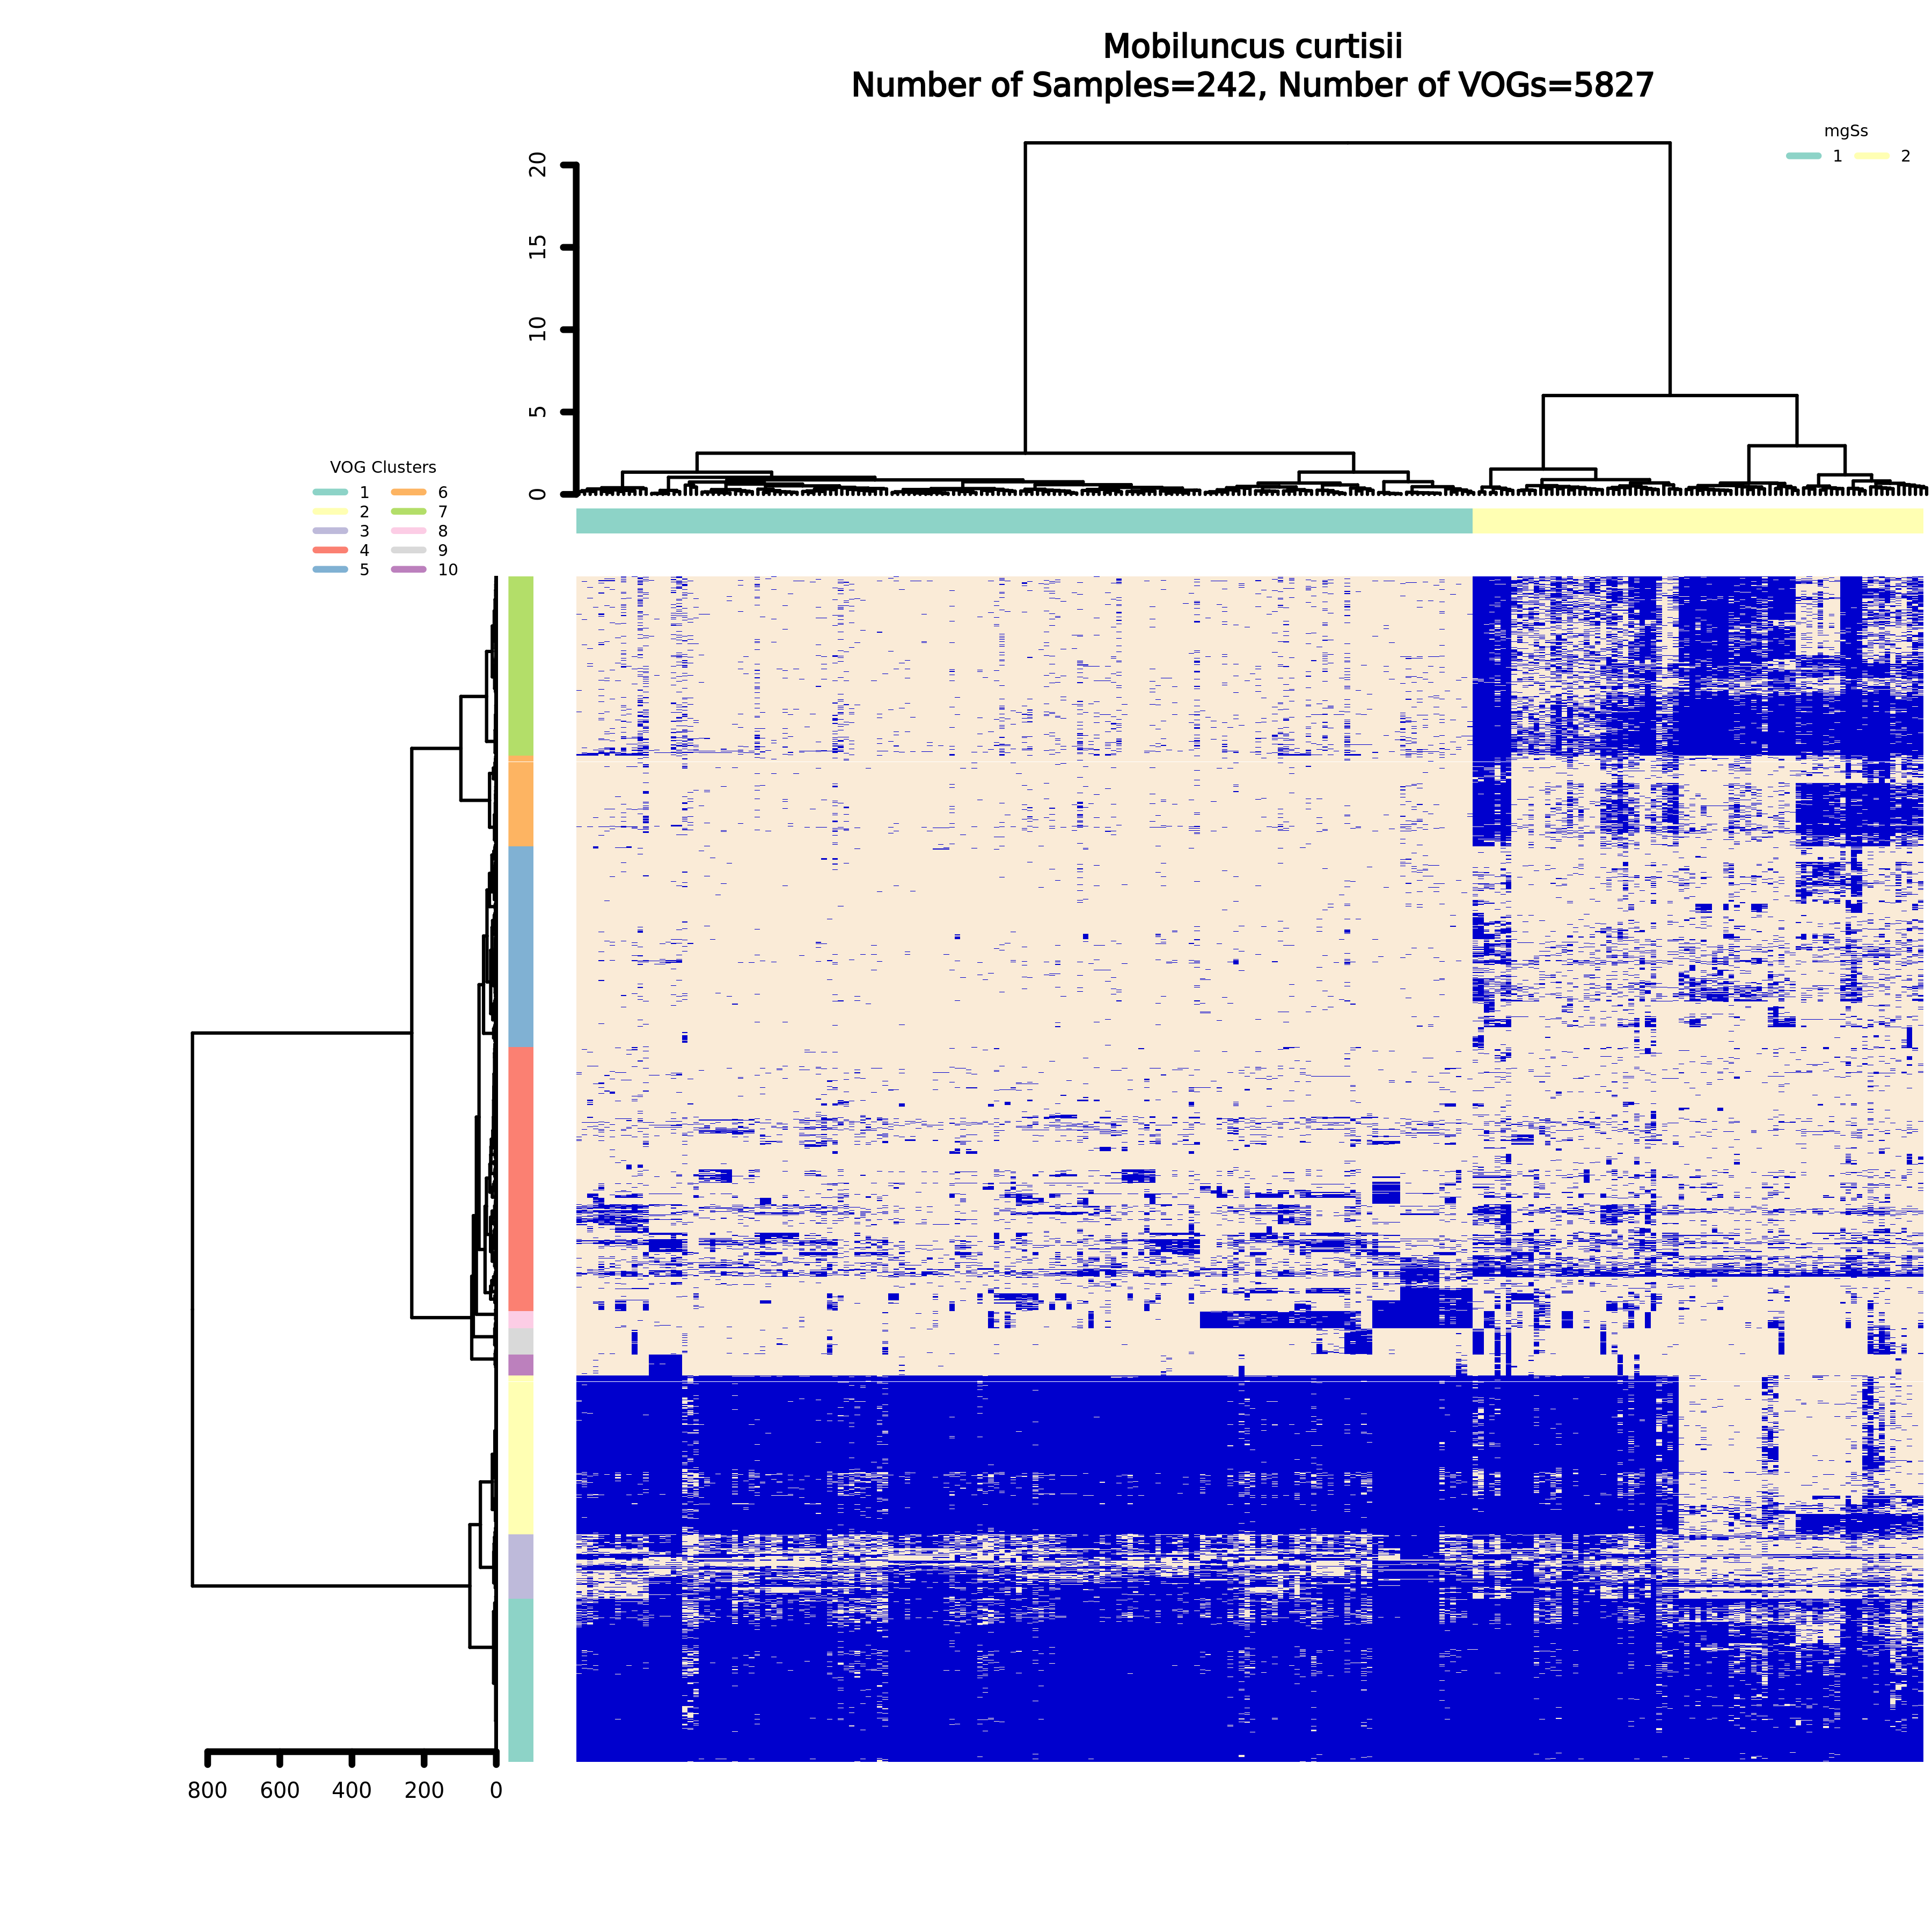 Mobiluncus curtisii
Number of Samples=242, Number of VOGs=5827
mgSs
1 2
20
15
10
5
0
VOG Clusters
1 6
2 7
3 8
4 9
5 10
800 600 400 200 0